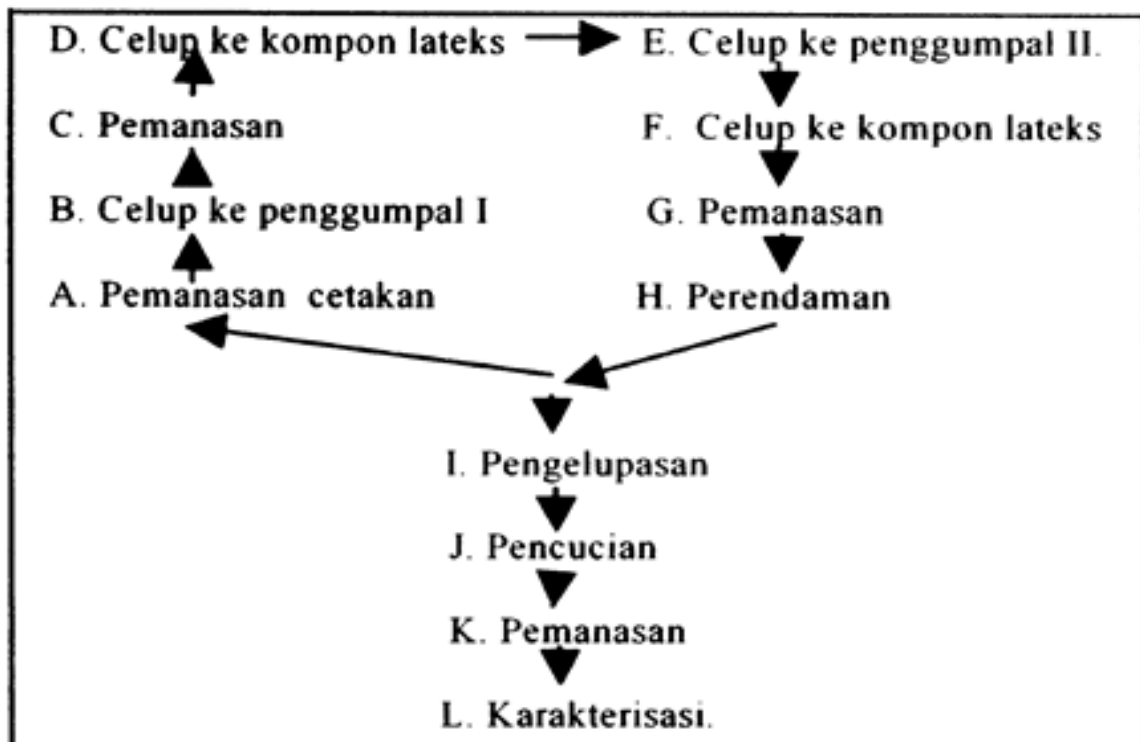 D. Celup ke kompon lateks
E. Celup ke penggumpal II.
C. Pemanasan
F. Celup ke kompon lateks
B. Celup ke penggumpal I
G. Pemanasan
A. Pemanasan cetakan
H. Perendaman
I. Pengelupasan
J. Pencucian
K. Pemanasan
L. Karakterisasi.